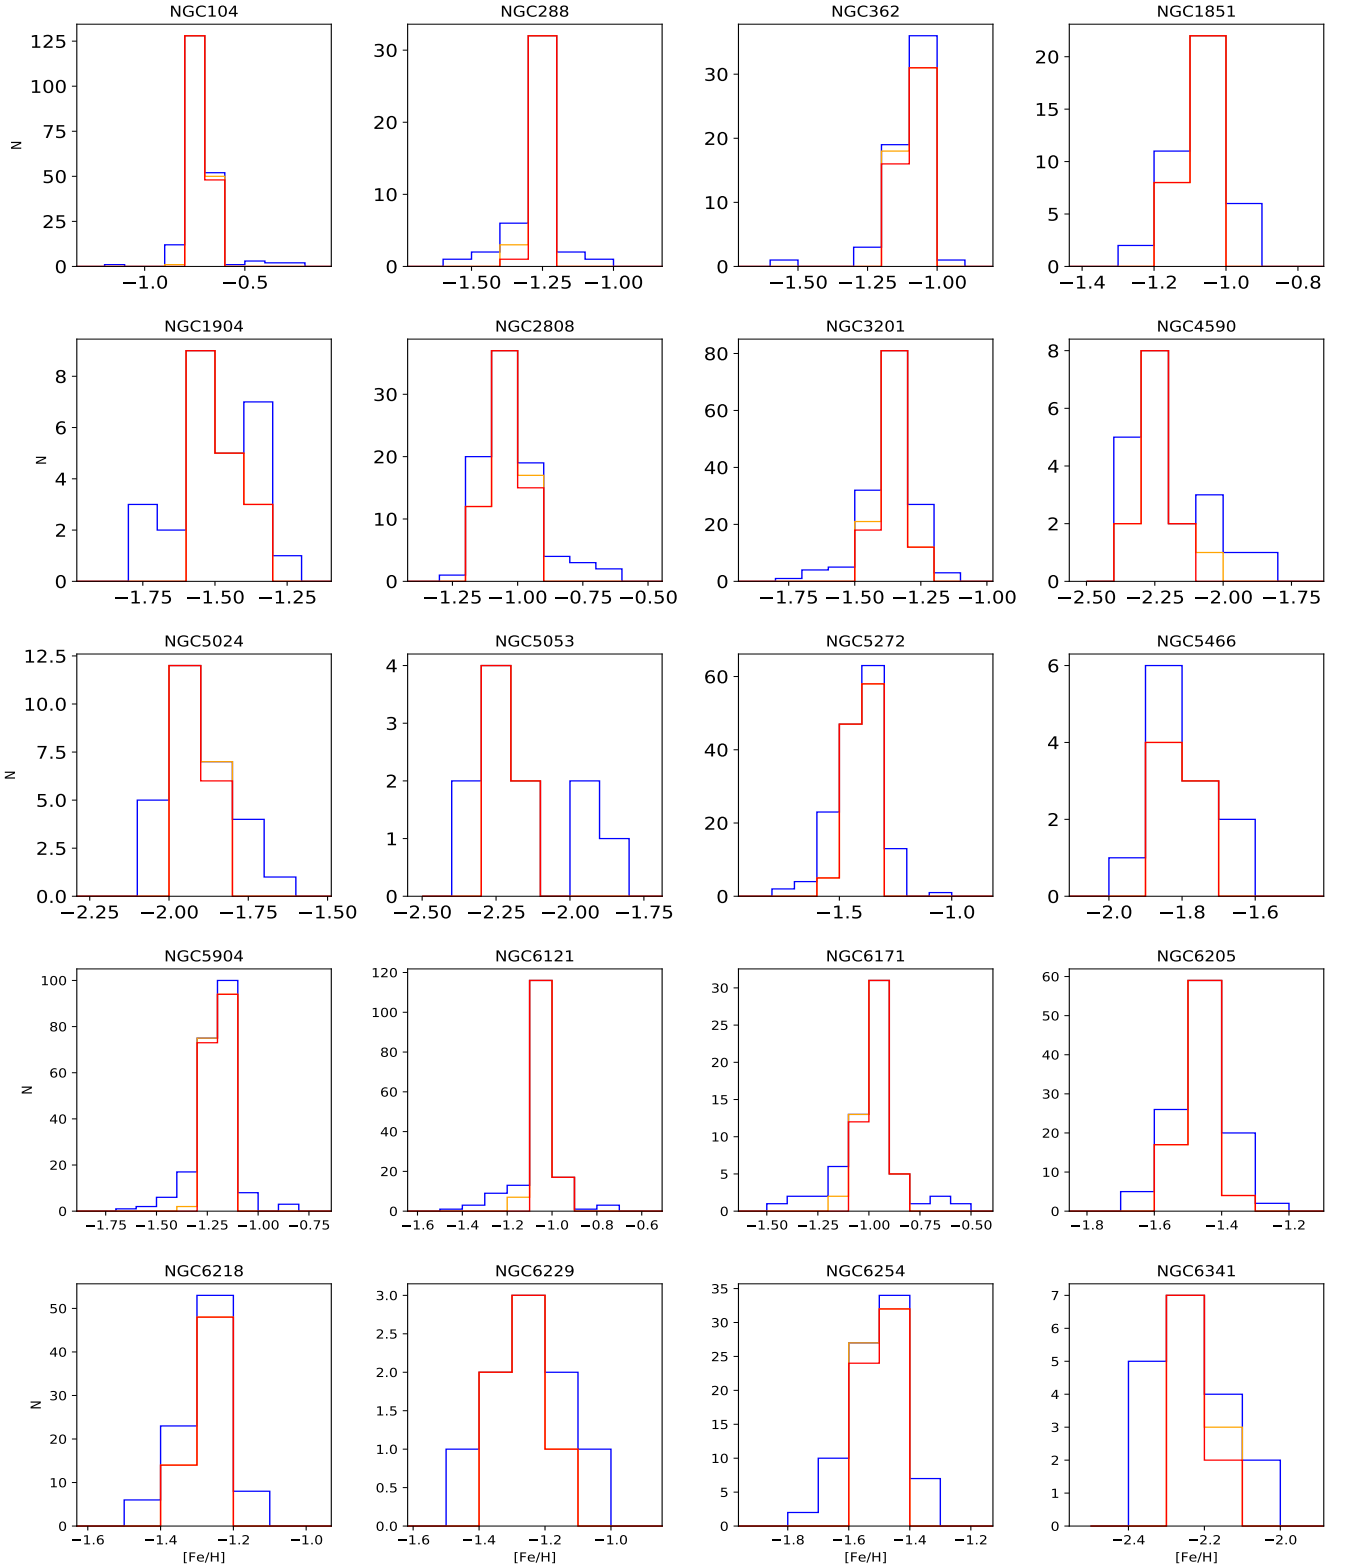 NGC104 NGC288 NGC362 NGC1851
125 100 75 50 25 0
N
−1.0 −0.5
30 20 10 0
−1.50 −1.25 −1.00
30 20 10 0
−1.50 −1.25 −1.00
20 15 10 5 0
−1.4 −1.2 −1.0 −0.8
NGC1904 NGC2808 NGC3201 NGC4590
8 6 4 2 0
N
−1.75 −1.50 −1.25
30 20 10 0
−1.25 −1.00 −0.75 −0.50
80 60 40 20 0
−1.75 −1.50 −1.25 −1.00
8 6 4 2 0
−2.50 −2.25 −2.00 −1.75
NGC5024 NGC5053 NGC5272 NGC5466
12.5 10.0 7.5 5.0 2.5 0.0
N
−2.25 −2.00 −1.75 −1.50
4 3 2 1 0
−2.50 −2.25 −2.00 −1.75
60 40 20 0
−1.5 −1.0
6 4 2 0
−2.0 −1.8 −1.6
NGC5904 NGC6121 NGC6171 NGC6205
100 80 60 40 20 0
N
−1.75 −1.50 −1.25 −1.00 −0.75
120 100 80 60 40 20 0
−1.6 −1.4 −1.2 −1.0 −0.8 −0.6
30 25 20 15 10 5 0
−1.50 −1.25 −1.00 −0.75 −0.50
60 50 40 30 20 10 0
−1.8 −1.6 −1.4 −1.2
NGC6218 NGC6229 NGC6254 NGC6341
50 40 30 20 10 0
N
−1.6 −1.4 −1.2 −1.0
[Fe/H]
3.0 2.5 2.0 1.5 1.0 0.5 0.0
−1.6 −1.4 −1.2 −1.0
[Fe/H]
35 30 25 20 15 10 5 0
−1.8 −1.6 −1.4 −1.2
[Fe/H]
7 6 5 4 3 2 1 0
−2.4 −2.2 −2.0
[Fe/H]